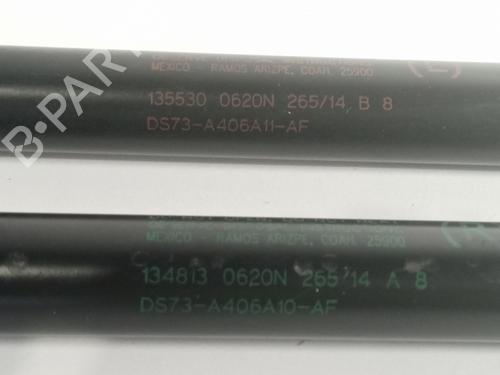 MEXICO - RAMOS ARIZPE, COAH. 25900
135530 0620N 265/14 B 8
DS73-A406A11-AF
MEXICO - RAMOS ARIZPE, COAH. 25900
134813 0620N 265/14 A 8
DS73-A406A10-AF